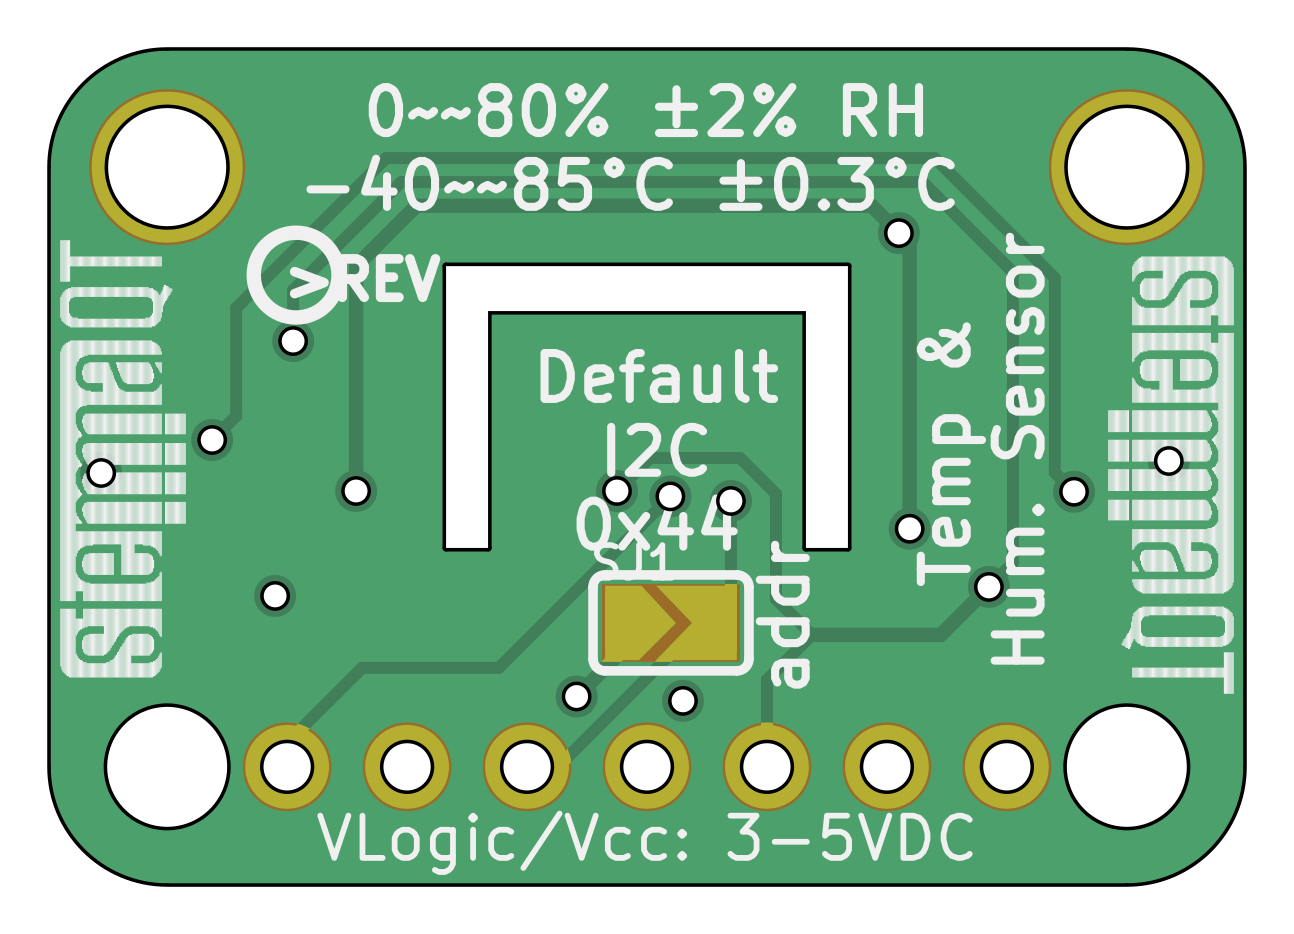 0~~80% ±2% RH
-40~~85°C ±0.3°C
>REV
stemmaQT
Default
I2C
0x44
SJ1
addr
Temp &
Hum. Sensor
stemmaQT
VLogic/Vcc: 3-5VDC